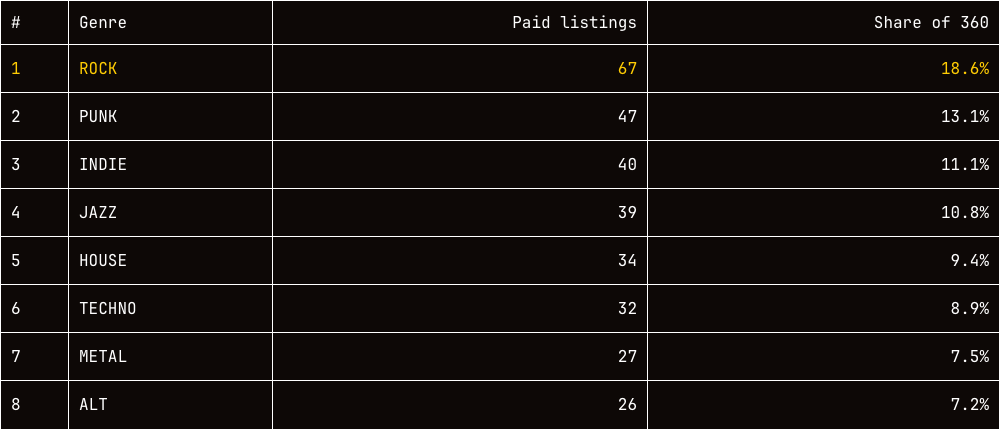 # Genre Paid listings Share of 360
1 ROCK 67 18.6%
2 PUNK 47 13.1%
3 INDIE 40 11.1%
4 JAZZ 39 10.8%
5 HOUSE 34 9.4%
6 TECHNO 32 8.9%
7 METAL 27 7.5%
8 ALT 26 7.2%